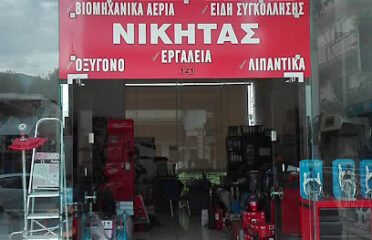 ✓ΒΙΟΜΗΧΑΝΙΚΑ ΑΕΡΙΑ ✓ΕΙΔΗ ΣΥΓΚΟΛΛΗΣΗΣ
ΝΙΚΗΤΑΣ
✓ΟΞΥΓΟΝΟ ✓ΕΡΓΑΛΕΙΑ ✓ΛΙΠΑΝΤΙΚΑ
121